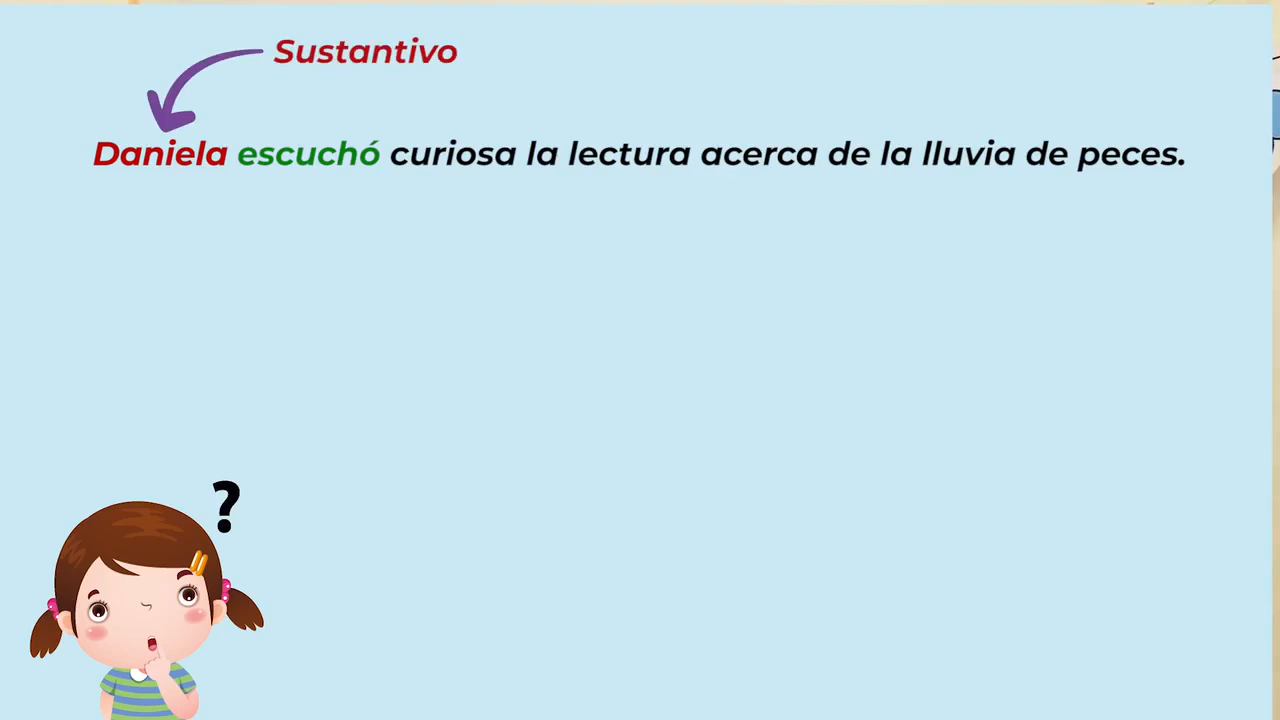 Sustantivo
Daniela escuchó curiosa la lectura acerca de la lluvia de peces.
?